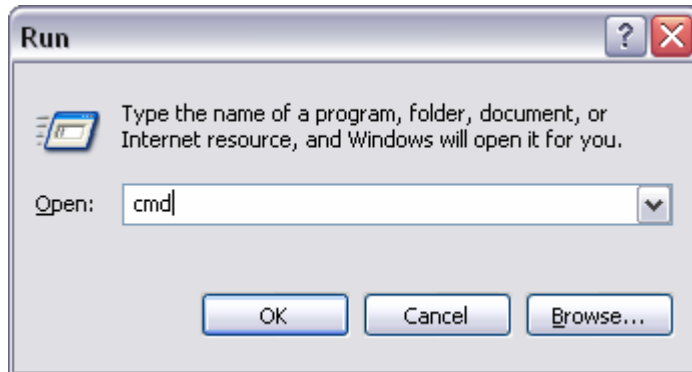 Run
Type the name of a program, folder, document, or
Internet resource, and Windows will open it for you.
Open: cmd
OK Cancel Browse...